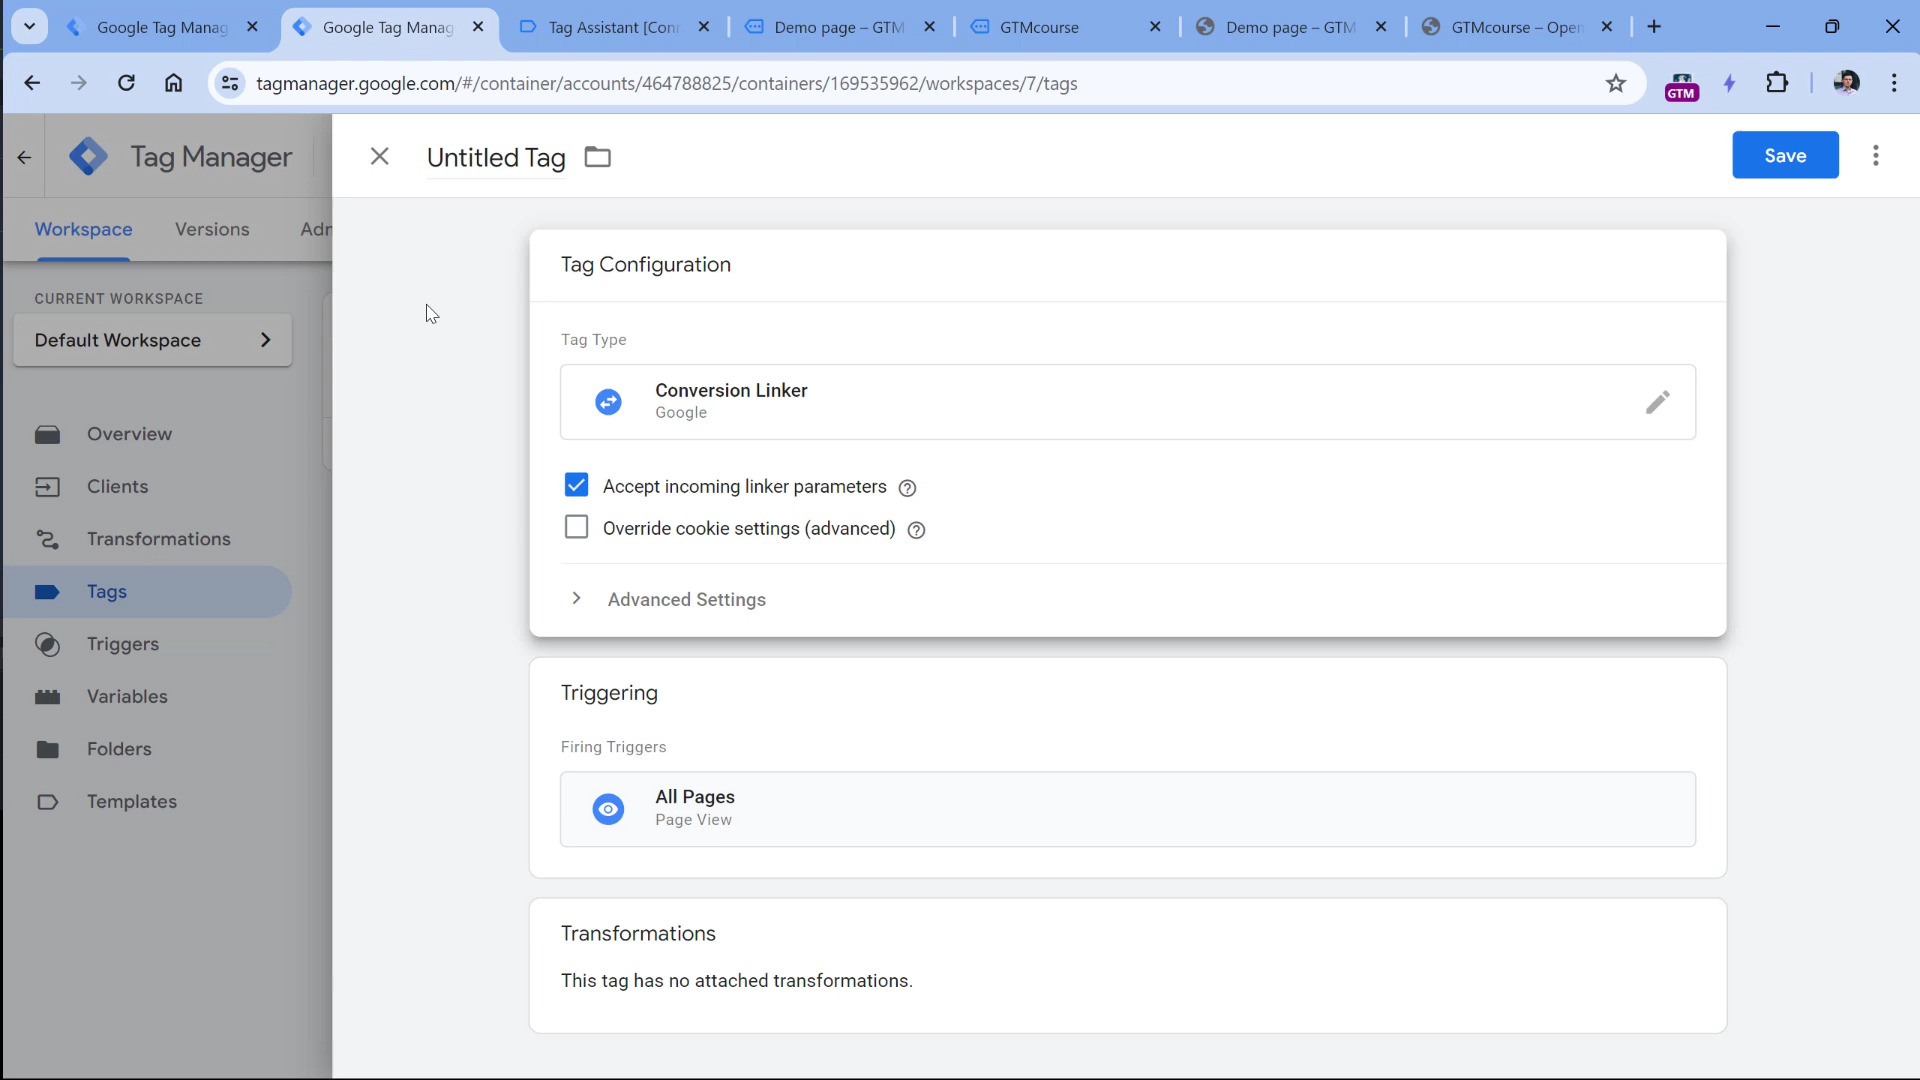 Google Tag Manag
Google Tag Manag
Tag Assistant [Con
Demo page – GTM
GTMcourse
Demo page – GTM
GTMcourse – Open
tagmanager.google.com/#/container/accounts/464788825/containers/169535962/workspaces/7/tags
GTM
Tag Manager
Untitled Tag
Save
Workspace
Versions
Adr
Tag Configuration
CURRENT WORKSPACE
Default Workspace
Tag Type
Conversion Linker
Google
Overview
Clients
Accept incoming linker parameters
Override cookie settings (advanced)
Transformations
Tags
Advanced Settings
Triggers
Triggering
Variables
Firing Triggers
Folders
All Pages
Page View
Templates
Transformations
This tag has no attached transformations.